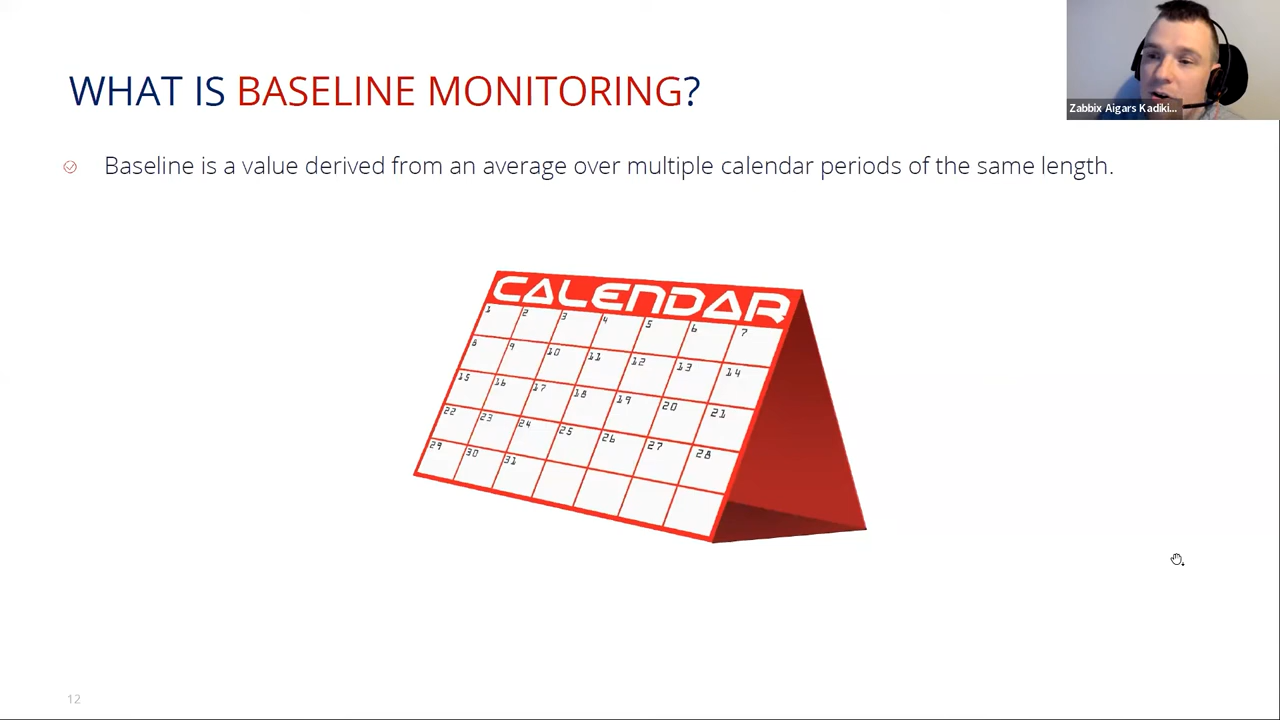 WHAT IS BASELINE MONITORING?
Zabbix Aigars Kadiki...
Baseline is a value derived from an average over multiple calendar periods of the same length.
CALENDAR
1 2 3 4 5 6 7
8 9 10 11 12 13 14
15 16 17 18 19 20 21
22 23 24 25 26 27 28
29 30 31
12